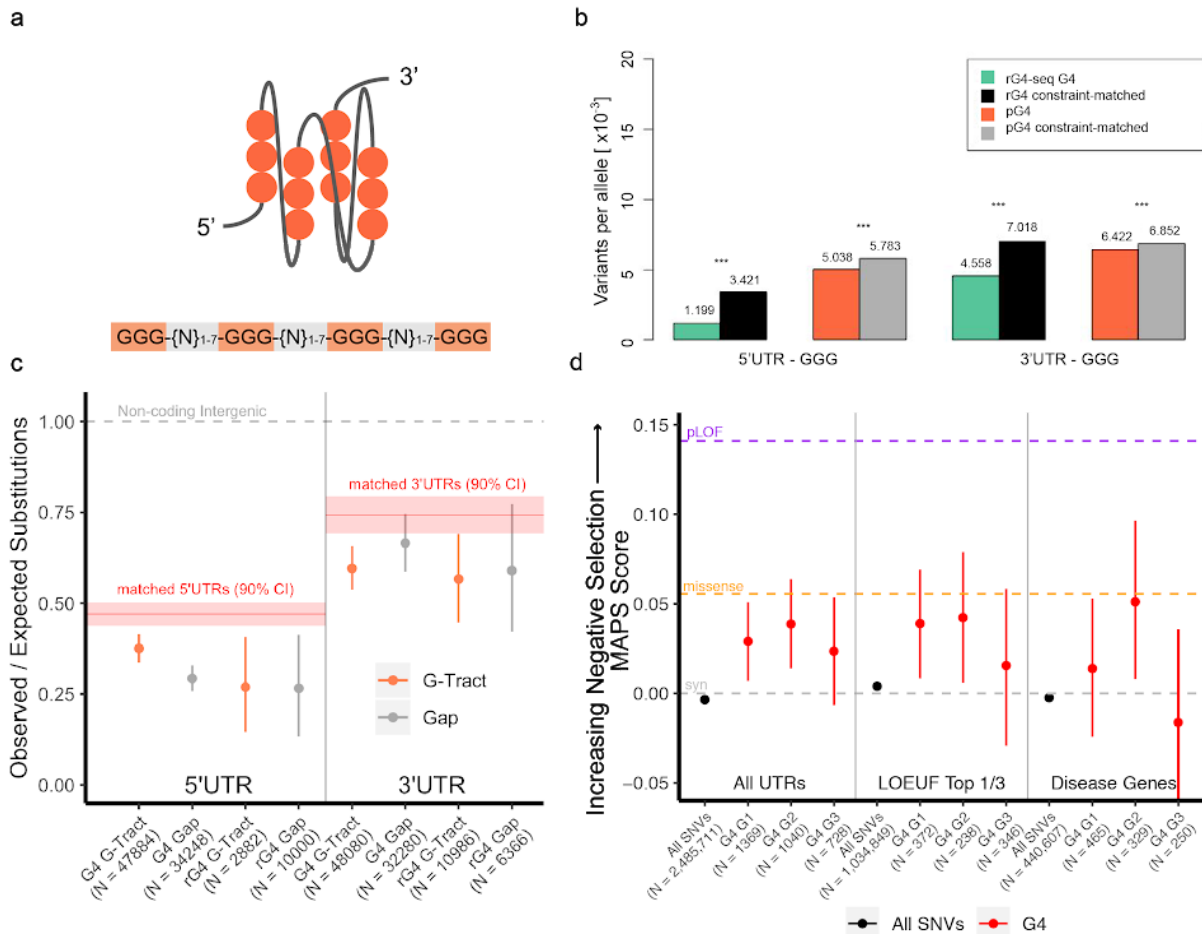 a
3’
5’
GGG-{N}1-7-GGG-{N}1-7-GGG-{N}1-7-GGG
b
Variants per allele [ x10-3]
20
15
10
5
0
rG4-seq G4
rG4 constraint-matched
pG4
pG4 constraint-matched
***
1.199
3.421
***
5.038
5.783
***
4.558
7.018
***
6.422
6.852
5'UTR - GGG
3'UTR - GGG
c
Observed / Expected Substitutions
1.00
0.75
0.50
0.25
0.00
Non-coding Intergenic
matched 3'UTRs (90% CI)
matched 5'UTRs (90% CI)
G-Tract
Gap
5'UTR
3'UTR
G4 G-Tract
(N = 47884)
G4 Gap
(N = 34248)
rG4 G-Tract
(N = 2882)
rG4 Gap
(N = 10000)
G4 G-Tract
(N = 48080)
G4 Gap
(N = 32280)
rG4 G-Tract
(N = 10986)
rG4 Gap
(N = 6366)
d
Increasing Negative Selection
MAPS Score
0.15
0.10
0.05
0.00
−0.05
pLOF
missense
syn
All UTRs
LOEUF Top 1/3
Disease Genes
All SNVs
(N = 2,485,711)
G4 G1
(N = 1369)
G4 G2
(N = 1040)
G4 G3
(N = 728)
All SNVs
(N = 1,034,849)
G4 G1
(N = 372)
G4 G2
(N = 238)
G4 G3
(N = 346)
All SNVs
(N = 440,607)
G4 G1
(N = 465)
G4 G2
(N = 329)
G4 G3
(N = 250)
All SNVs
G4